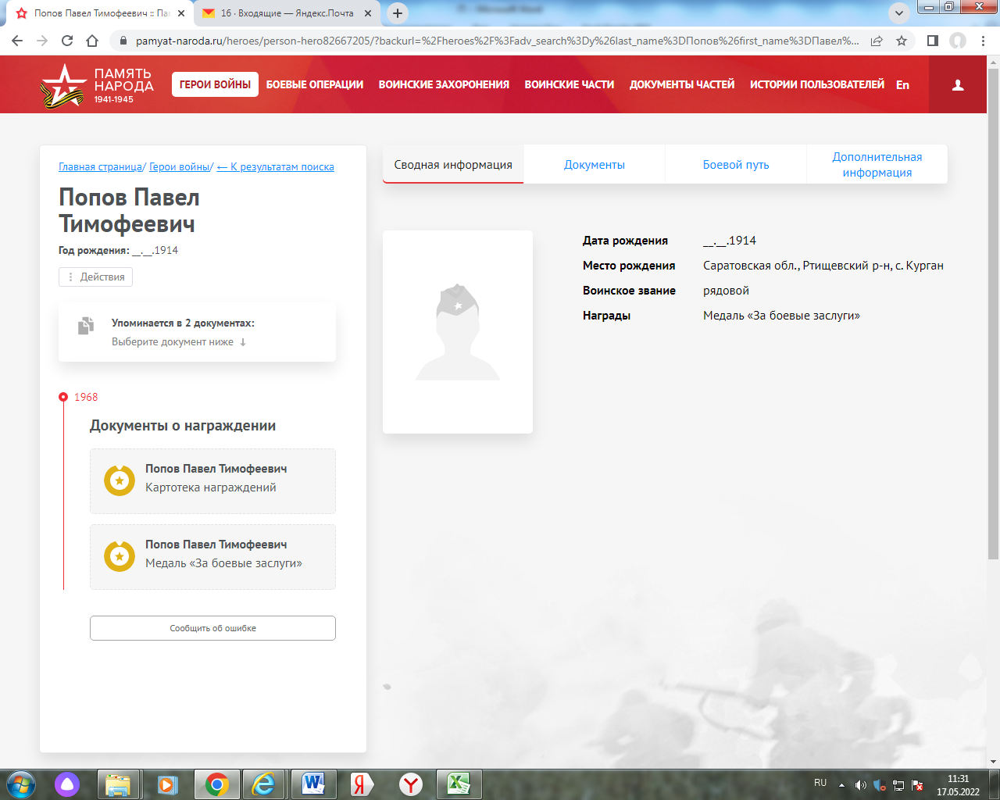 Попов Павел Тимофеевич :: Па
16 · Входящие — Яндекс.Почта
pamyat-naroda.ru/heroes/person-hero82667205/?backurl=%2Fheroes%2F%3Fadv_search%3Dy%26last_name%3DПопов%26first_name%3DПавел%...
ПАМЯТЬ
НАРОДА
1941-1945
ГЕРОИ ВОЙНЫ
БОЕВЫЕ ОПЕРАЦИИ
ВОИНСКИЕ ЗАХОРОНЕНИЯ
ВОИНСКИЕ ЧАСТИ
ДОКУМЕНТЫ ЧАСТЕЙ
ИСТОРИИ ПОЛЬЗОВАТЕЛЕЙ
En
Главная страница/ Герои войны/ ← К результатам поиска
Попов Павел
Тимофеевич
Год рождения: __.__.1914
Действия
Упоминается в 2 документах:
Выберите документ ниже ↓
1968
Документы о награждении
Попов Павел Тимофеевич
Картотека награждений
Попов Павел Тимофеевич
Медаль «За боевые заслуги»
Сообщить об ошибке
Сводная информация
Документы
Боевой путь
Дополнительная
информация
Дата рождения __.__.1914
Место рождения Саратовская обл., Ртищевский р-н, с. Курган
Воинское звание рядовой
Награды Медаль «За боевые заслуги»
RU
11:31
17.05.2022